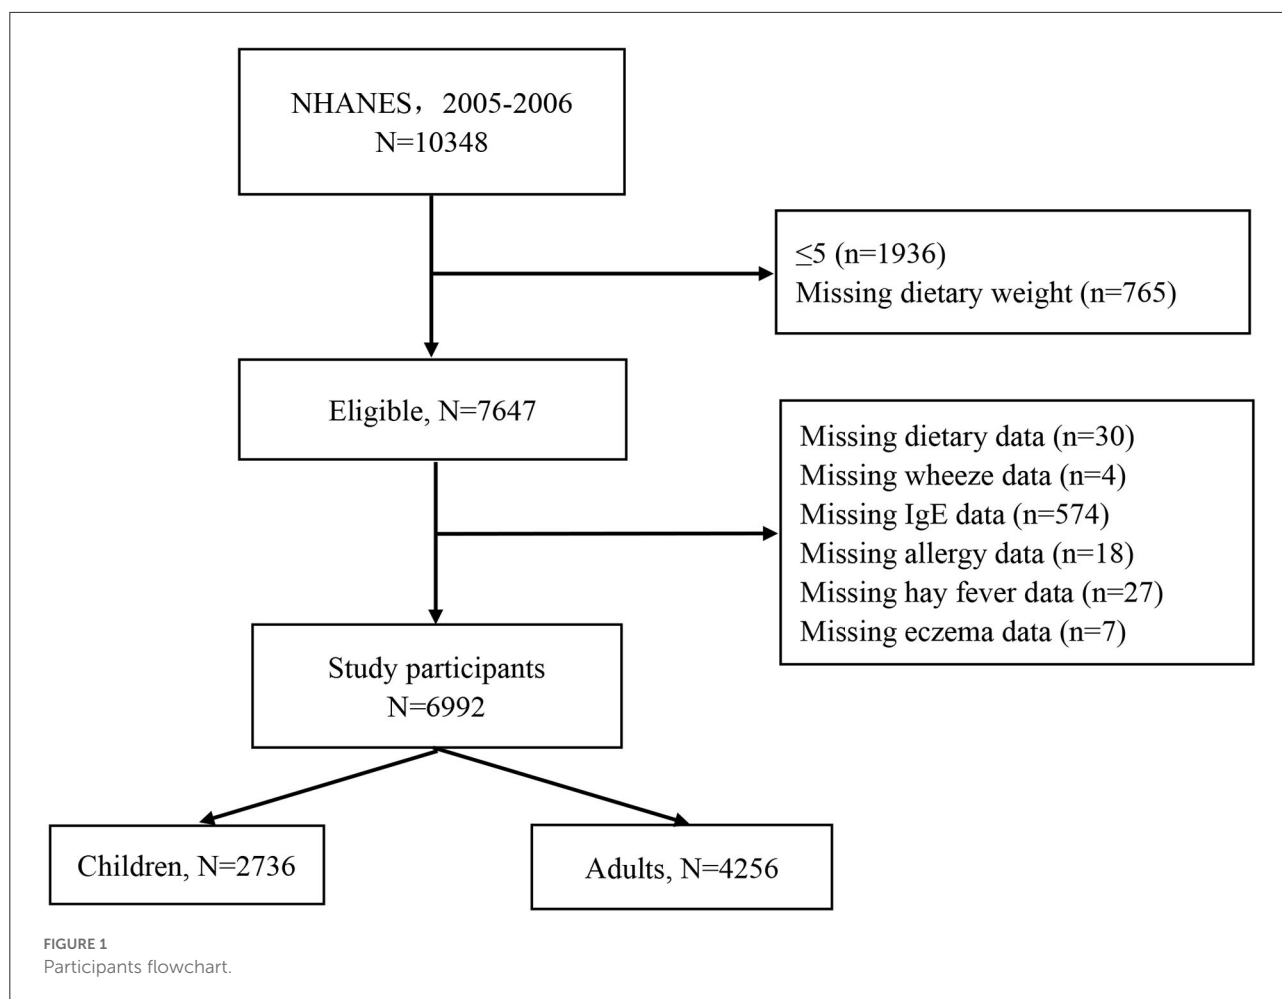 NHANES，2005-2006
N=10348
≤5 (n=1936)
Missing dietary weight (n=765)
Eligible, N=7647
Missing dietary data (n=30)
Missing wheeze data (n=4)
Missing IgE data (n=574)
Missing allergy data (n=18)
Missing hay fever data (n=27)
Missing eczema data (n=7)
Study participants
N=6992
Children, N=2736
Adults, N=4256
FIGURE 1
Participants flowchart.